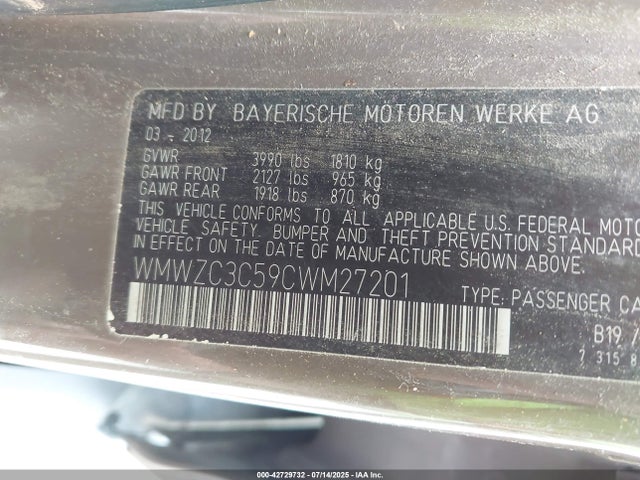 MFD BY BAYERISCHE MOTOREN WERKE AG
03 - 2012
GVWR 3990 lbs 1810 kg
GAWR FRONT 2127 lbs 965 kg
GAWR REAR 1918 lbs 870 kg
THIS VEHICLE CONFORMS TO ALL APPLICABLE U.S. FEDERAL MOTO
VEHICLE SAFETY BUMPER AND THEFT PREVENTION STANDARD
IN EFFECT ON THE DATE OF MANUFACTURE SHOWN ABOVE.
WMWZC3C59CWM27201 TYPE: PASSENGER CA
B19 /
7 315 8
000-42729732 - 07/14/2025 - IAA Inc.